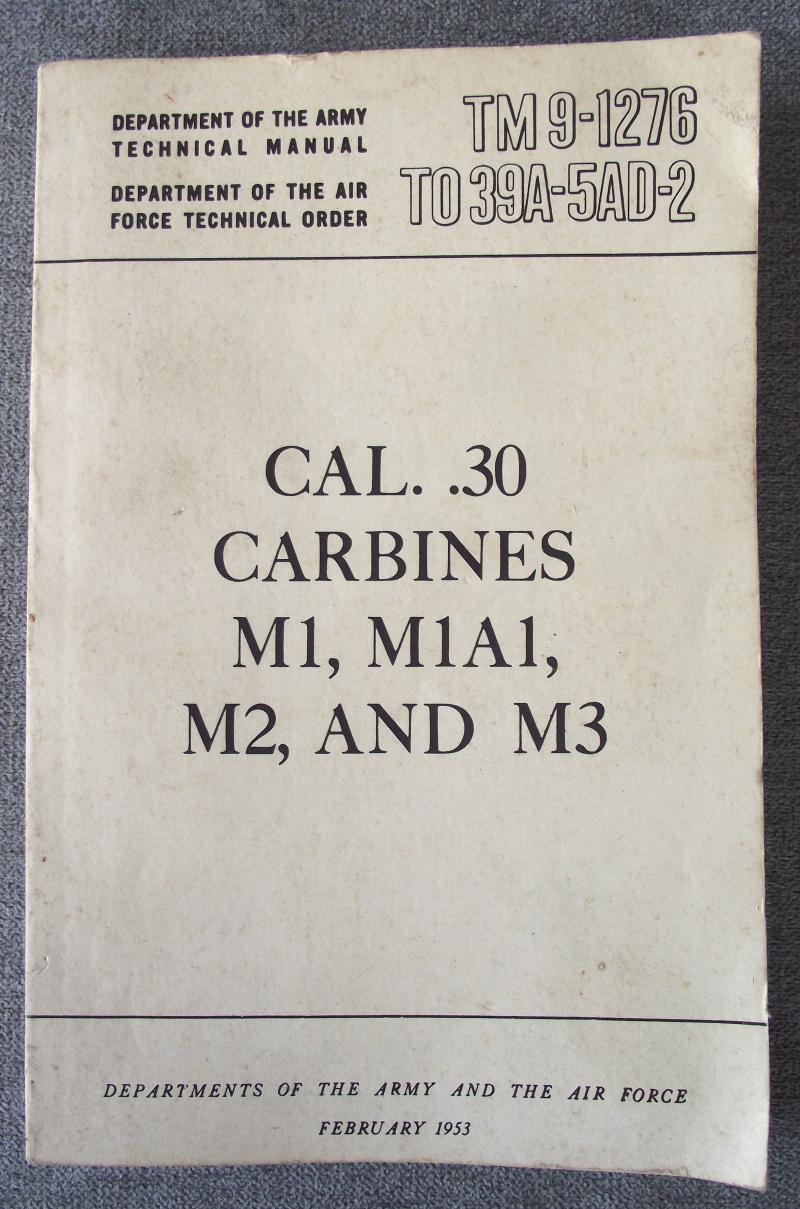 DEPARTMENT OF THE ARMY
TECHNICAL MANUAL
DEPARTMENT OF THE AIR
FORCE TECHNICAL ORDER
TM 9-1276
TO 39A-5AD-2
CAL. .30
CARBINES
M1, M1A1,
M2, AND M3
DEPARTMENTS OF THE ARMY AND THE AIR FORCE
FEBRUARY 1953